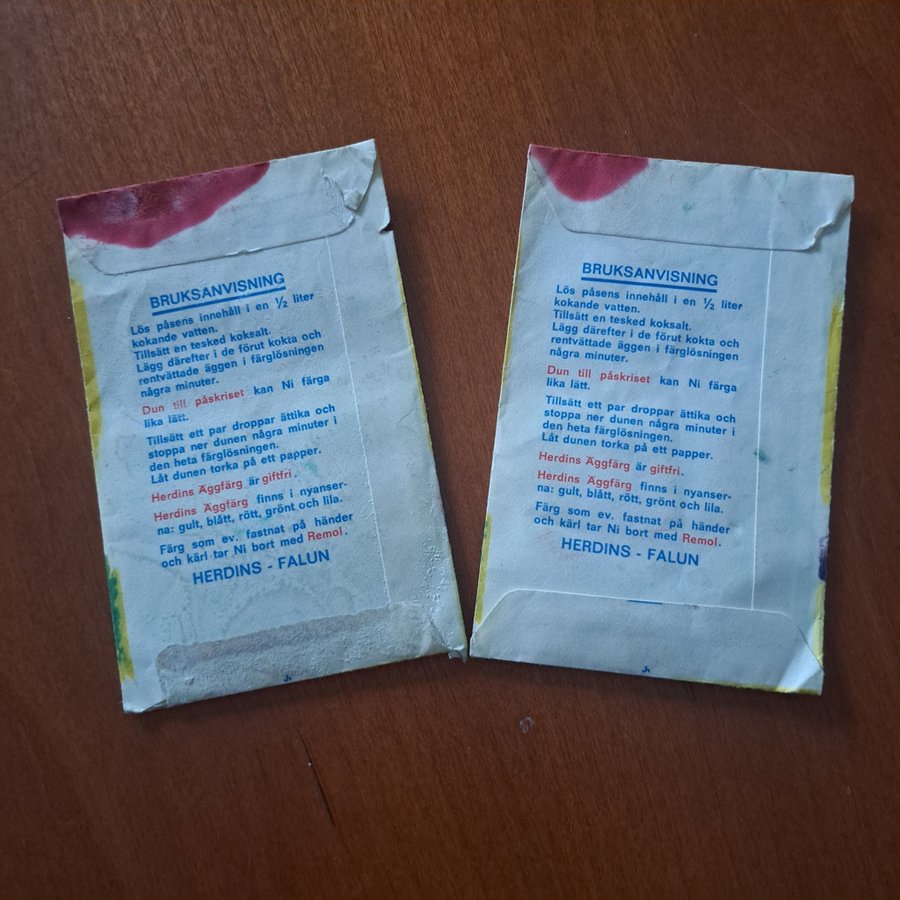 BRUKSANVISNING
Lös påsens innehåll i en ½ liter
kokande vatten.
Tillsätt en tesked koksalt.
Lägg därefter i de förut kokta och
rentvättade äggen i färglösningen
några minuter.
Dun till påskriset kan Ni färga
lika lätt.
Tillsätt ett par droppar ättika och
stoppa ner dunen några minuter i
den heta färglösningen.
Låt dunen torka på ett papper.
Herdins Äggfärg är giftfri.
Herdins Äggfärg finns i nyanser-
na: gult, blått, rött, grönt och lila.
Färg som ev. fastnat på händer
och kärl tar Ni bort med Remol.
HERDINS - FALUN
BRUKSANVISNING
Lös påsens innehåll i en ½ liter
kokande vatten.
Tillsätt en tesked koksalt.
Lägg därefter i de förut kokta och
rentvättade äggen i färglösningen
några minuter.
Dun till påskriset kan Ni färga
lika lätt.
Tillsätt ett par droppar ättika och
stoppa ner dunen några minuter i
den heta färglösningen.
Låt dunen torka på ett papper.
Herdins Äggfärg är giftfri.
Herdins Äggfärg finns i nyanser-
na: gult, blått, rött, grönt och lila.
Färg som ev. fastnat på händer
och kärl tar Ni bort med Remol.
HERDINS - FALUN